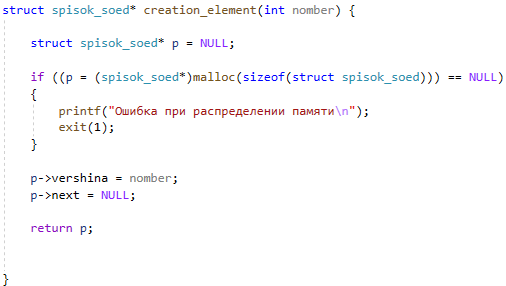 struct spisok_soed* creation_element(int nomber) {
struct spisok_soed* p = NULL;
if ((p = (spisok_soed*)malloc(sizeof(struct spisok_soed))) == NULL)
{
printf("Ошибка при распределении памяти\n");
exit(1);
}
p->vershina = nomber;
p->next = NULL;
return p;
}